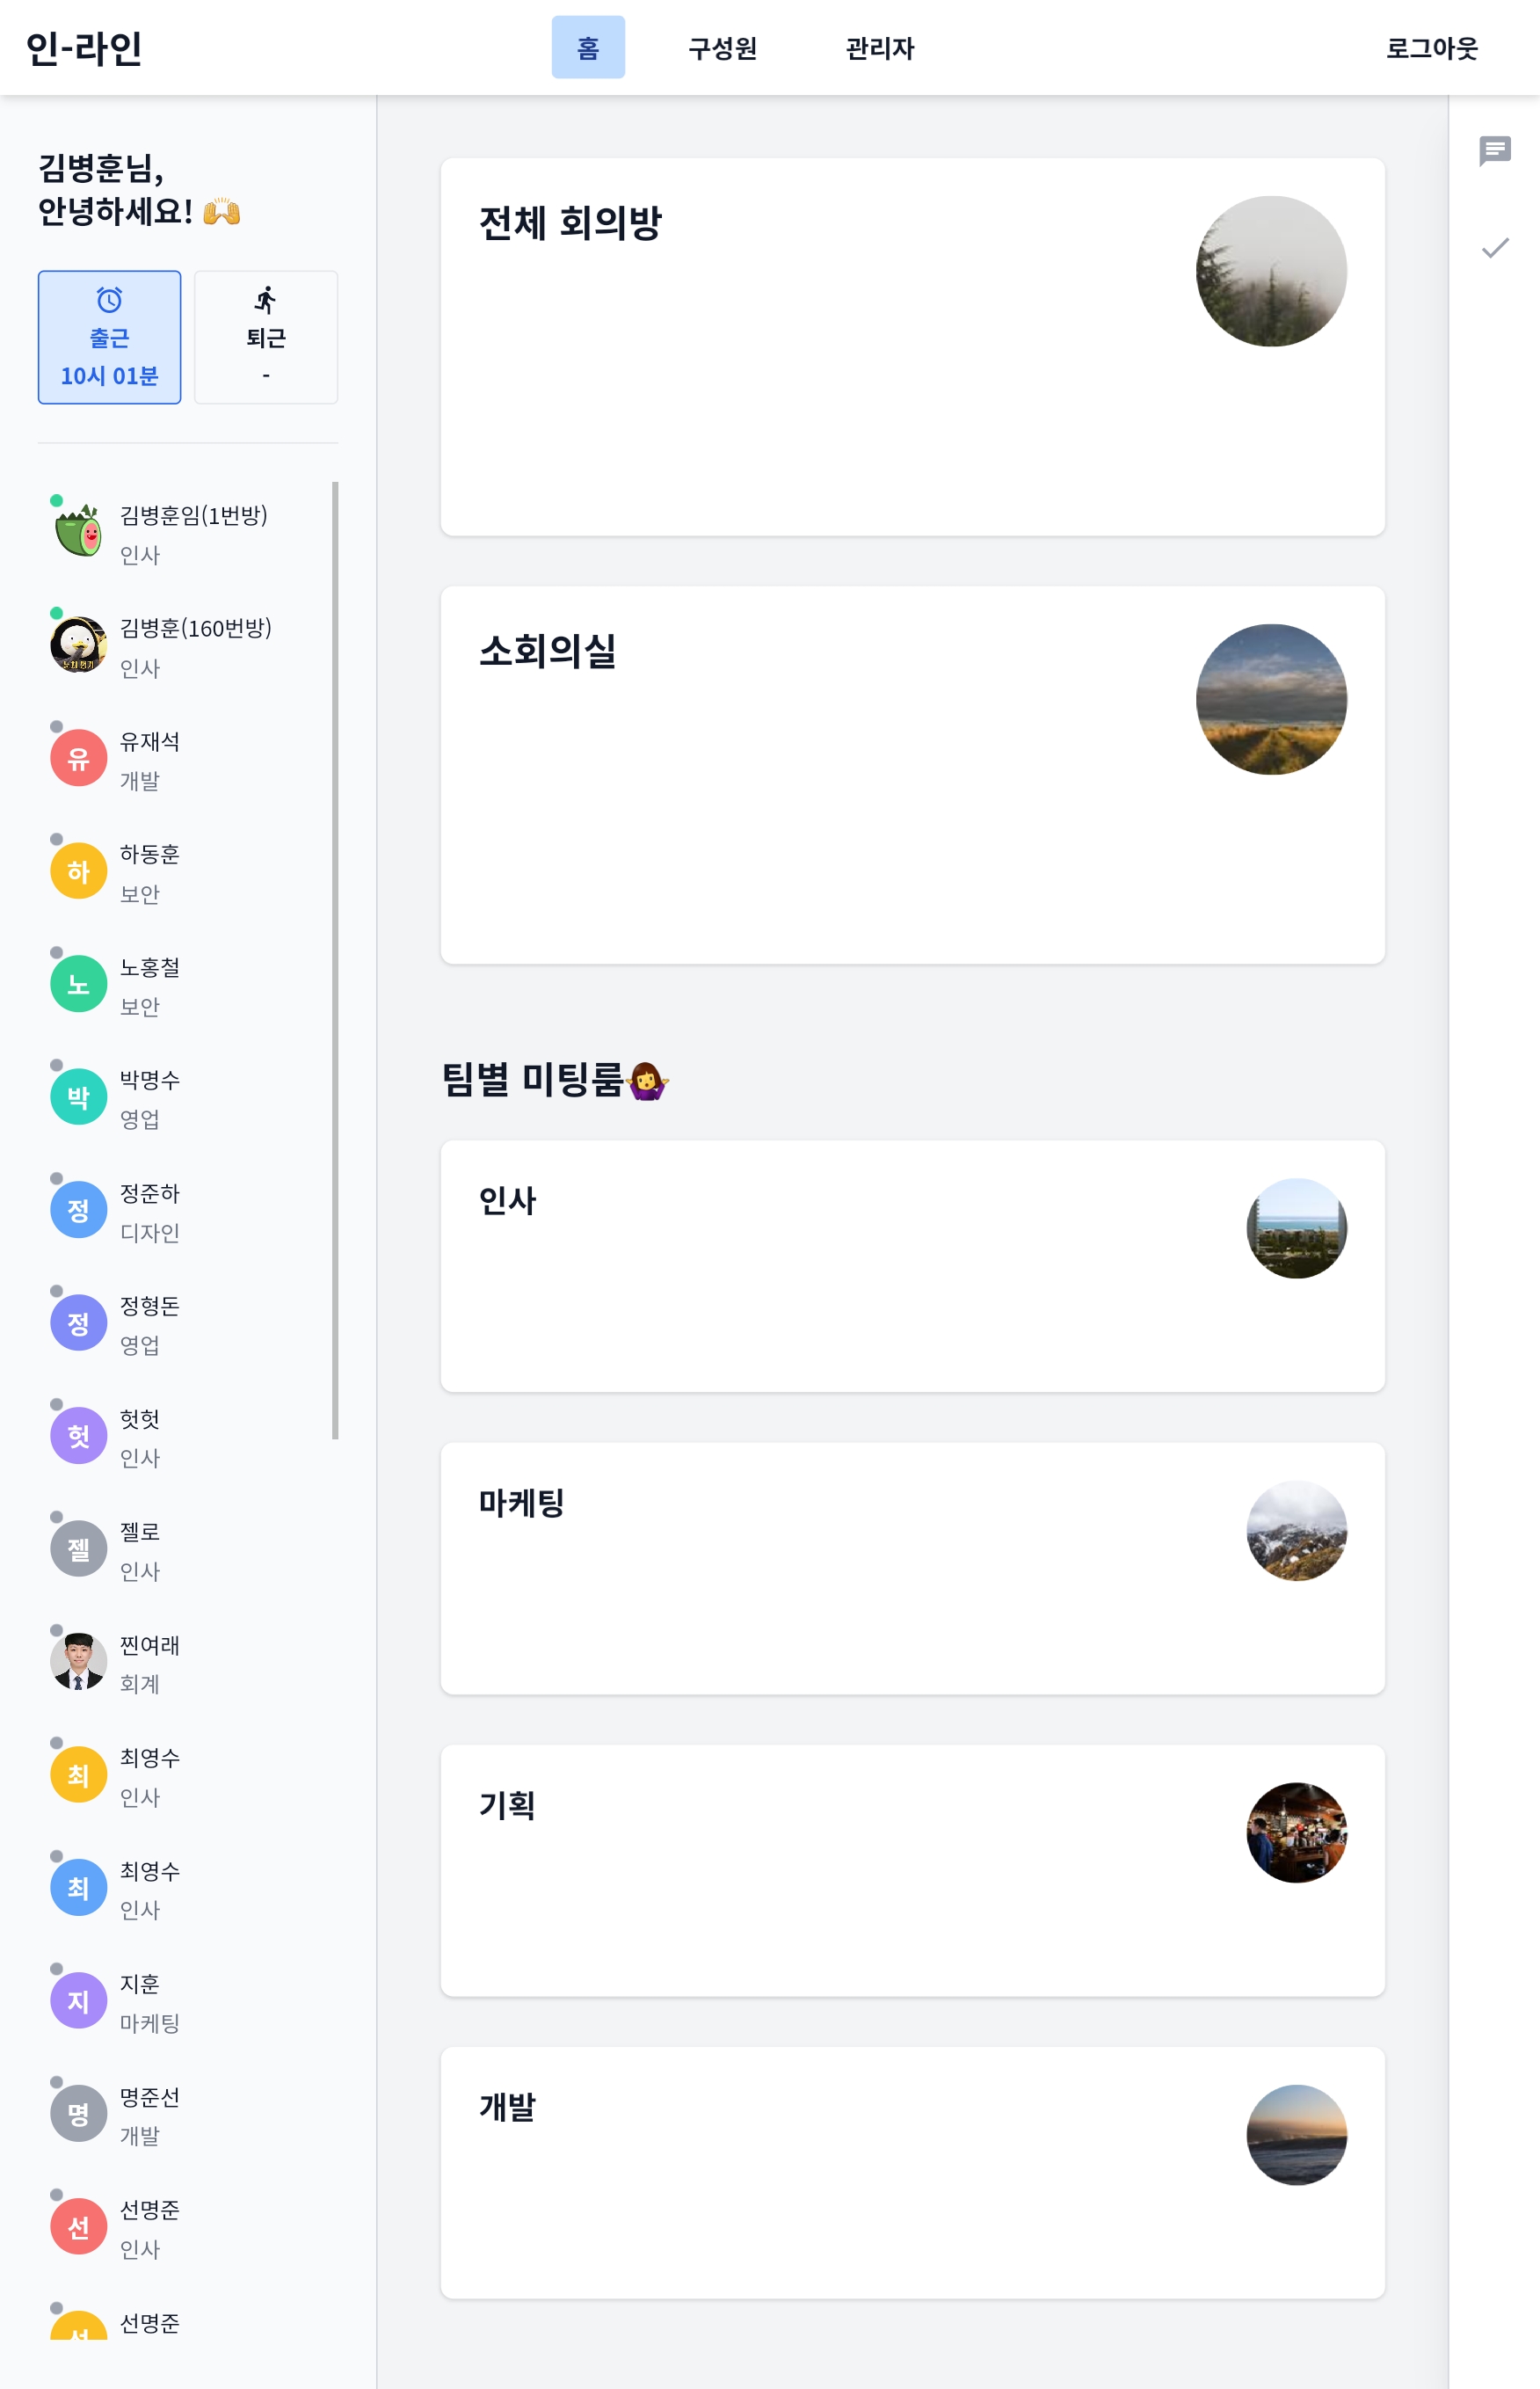 인-라인
홈
구성원
관리자
로그아웃
김병훈님,
안녕하세요! 🙌
출근
10시 01분
퇴근
-
김병훈임(1번방)
인사
김병훈(160번방)
인사
유
유재석
개발
하
하동훈
보안
노
노홍철
보안
박
박명수
영업
정
정준하
디자인
정
정형돈
영업
헛
헛헛
인사
젤
젤로
인사
찐여래
회계
최
최영수
인사
최
최영수
인사
지
지훈
마케팅
명
명준선
개발
선
선명준
인사
선명준
전체 회의방
소회의실
팀별 미팅룸🤷‍♀️
인사
마케팅
기획
개발